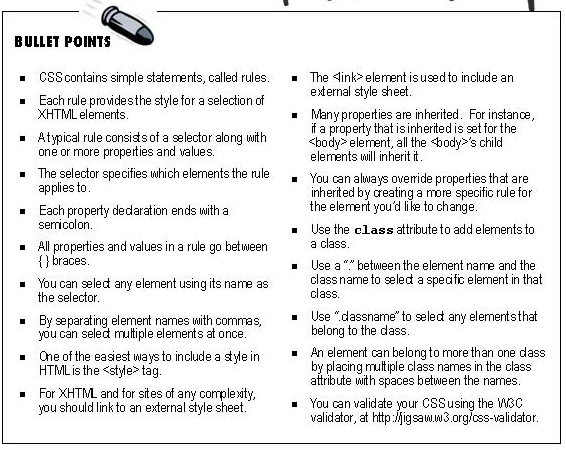 BULLET POINTS
▪ CSS contains simple statements, called rules.
▪ Each rule provides the style for a selection of
XHTML elements.
▪ A typical rule consists of a selector along with
one or more properties and values.
▪ The selector specifies which elements the rule
applies to.
▪ Each property declaration ends with a
semicolon.
▪ All properties and values in a rule go between
{ } braces.
▪ You can select any element using its name as
the selector.
▪ By separating element names with commas,
you can select multiple elements at once.
▪ One of the easiest ways to include a style in
HTML is the <style> tag.
▪ For XHTML and for sites of any complexity,
you should link to an external style sheet.
▪ The <link> element is used to include an
external style sheet.
▪ Many properties are inherited. For instance,
if a property that is inherited is set for the
<body> element, all the <body>'s child
elements will inherit it.
▪ You can always override properties that are
inherited by creating a more specific rule for
the element you'd like to change.
▪ Use the class attribute to add elements to
a class.
▪ Use a "." between the element name and the
class name to select a specific element in that
class.
▪ Use ".classname" to select any elements that
belong to the class.
▪ An element can belong to more than one class
by placing multiple class names in the class
attribute with spaces between the names.
▪ You can validate your CSS using the W3C
validator, at http://jigsaw.w3.org/css-validator.